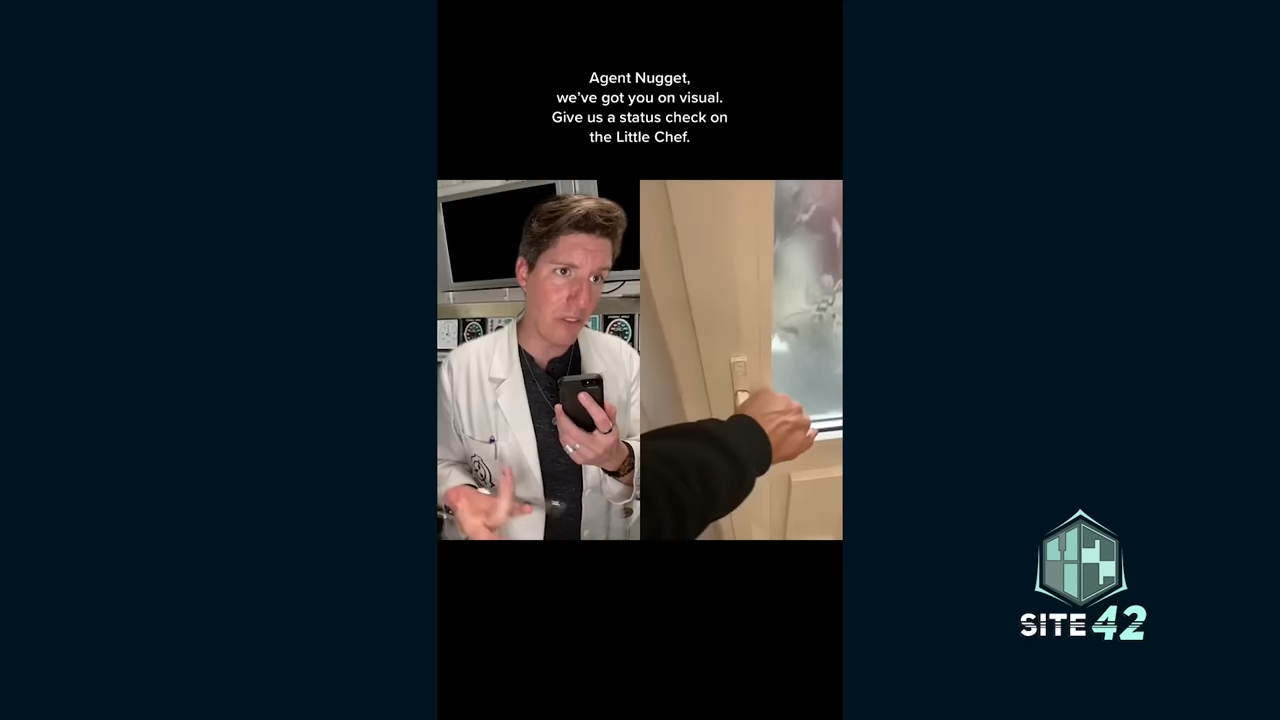 Agent Nugget,
we've got you on visual.
Give us a status check on
the Little Chef.
SITE 42